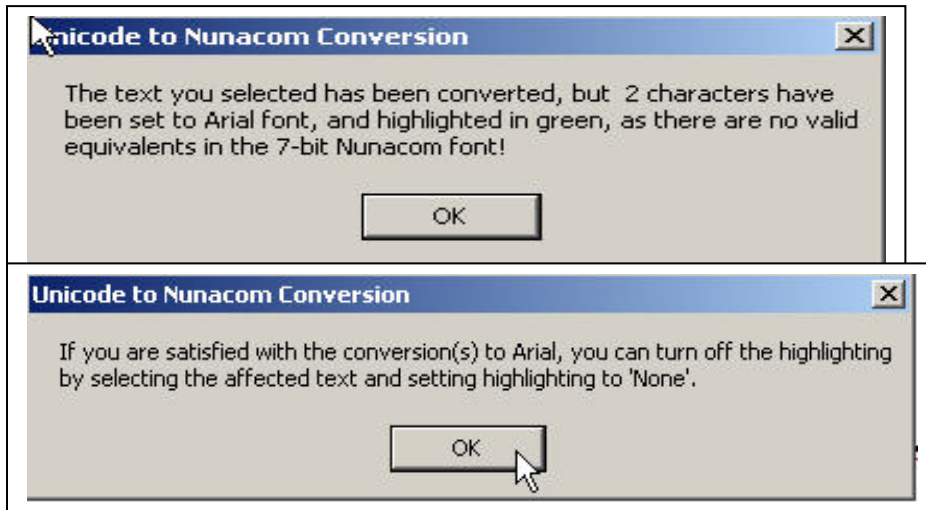 Unicode to Nunacom Conversion
The text you selected has been converted, but  2 characters have
been set to Arial font, and highlighted in green, as there are no valid
equivalents in the 7-bit Nunacom font!
OK
Unicode to Nunacom Conversion
If you are satisfied with the conversion(s) to Arial, you can turn off the highlighting
by selecting the affected text and setting highlighting to 'None'.
OK